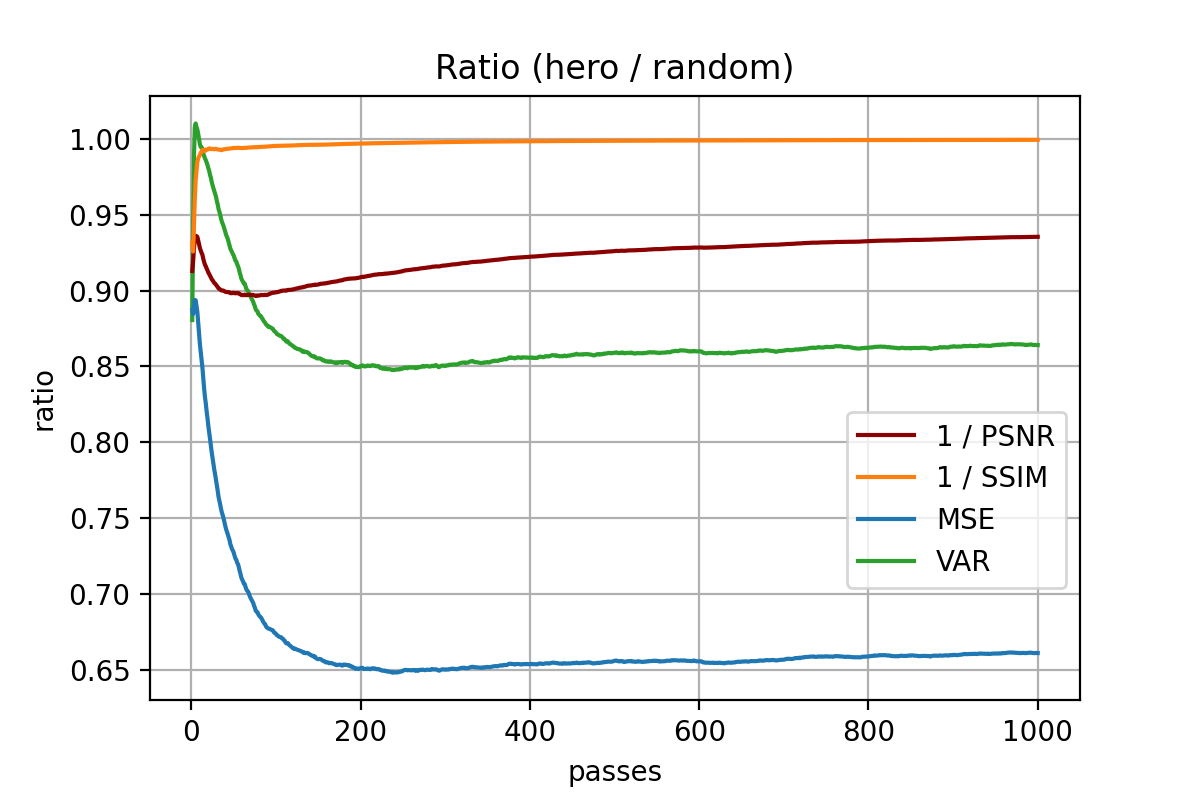 Ratio (hero / random)
1.00
0.95
0.90
0.85
0.80
0.75
0.70
0.65
ratio
1 / PSNR
1 / SSIM
MSE
VAR
0
200
400
600
800
1000
passes